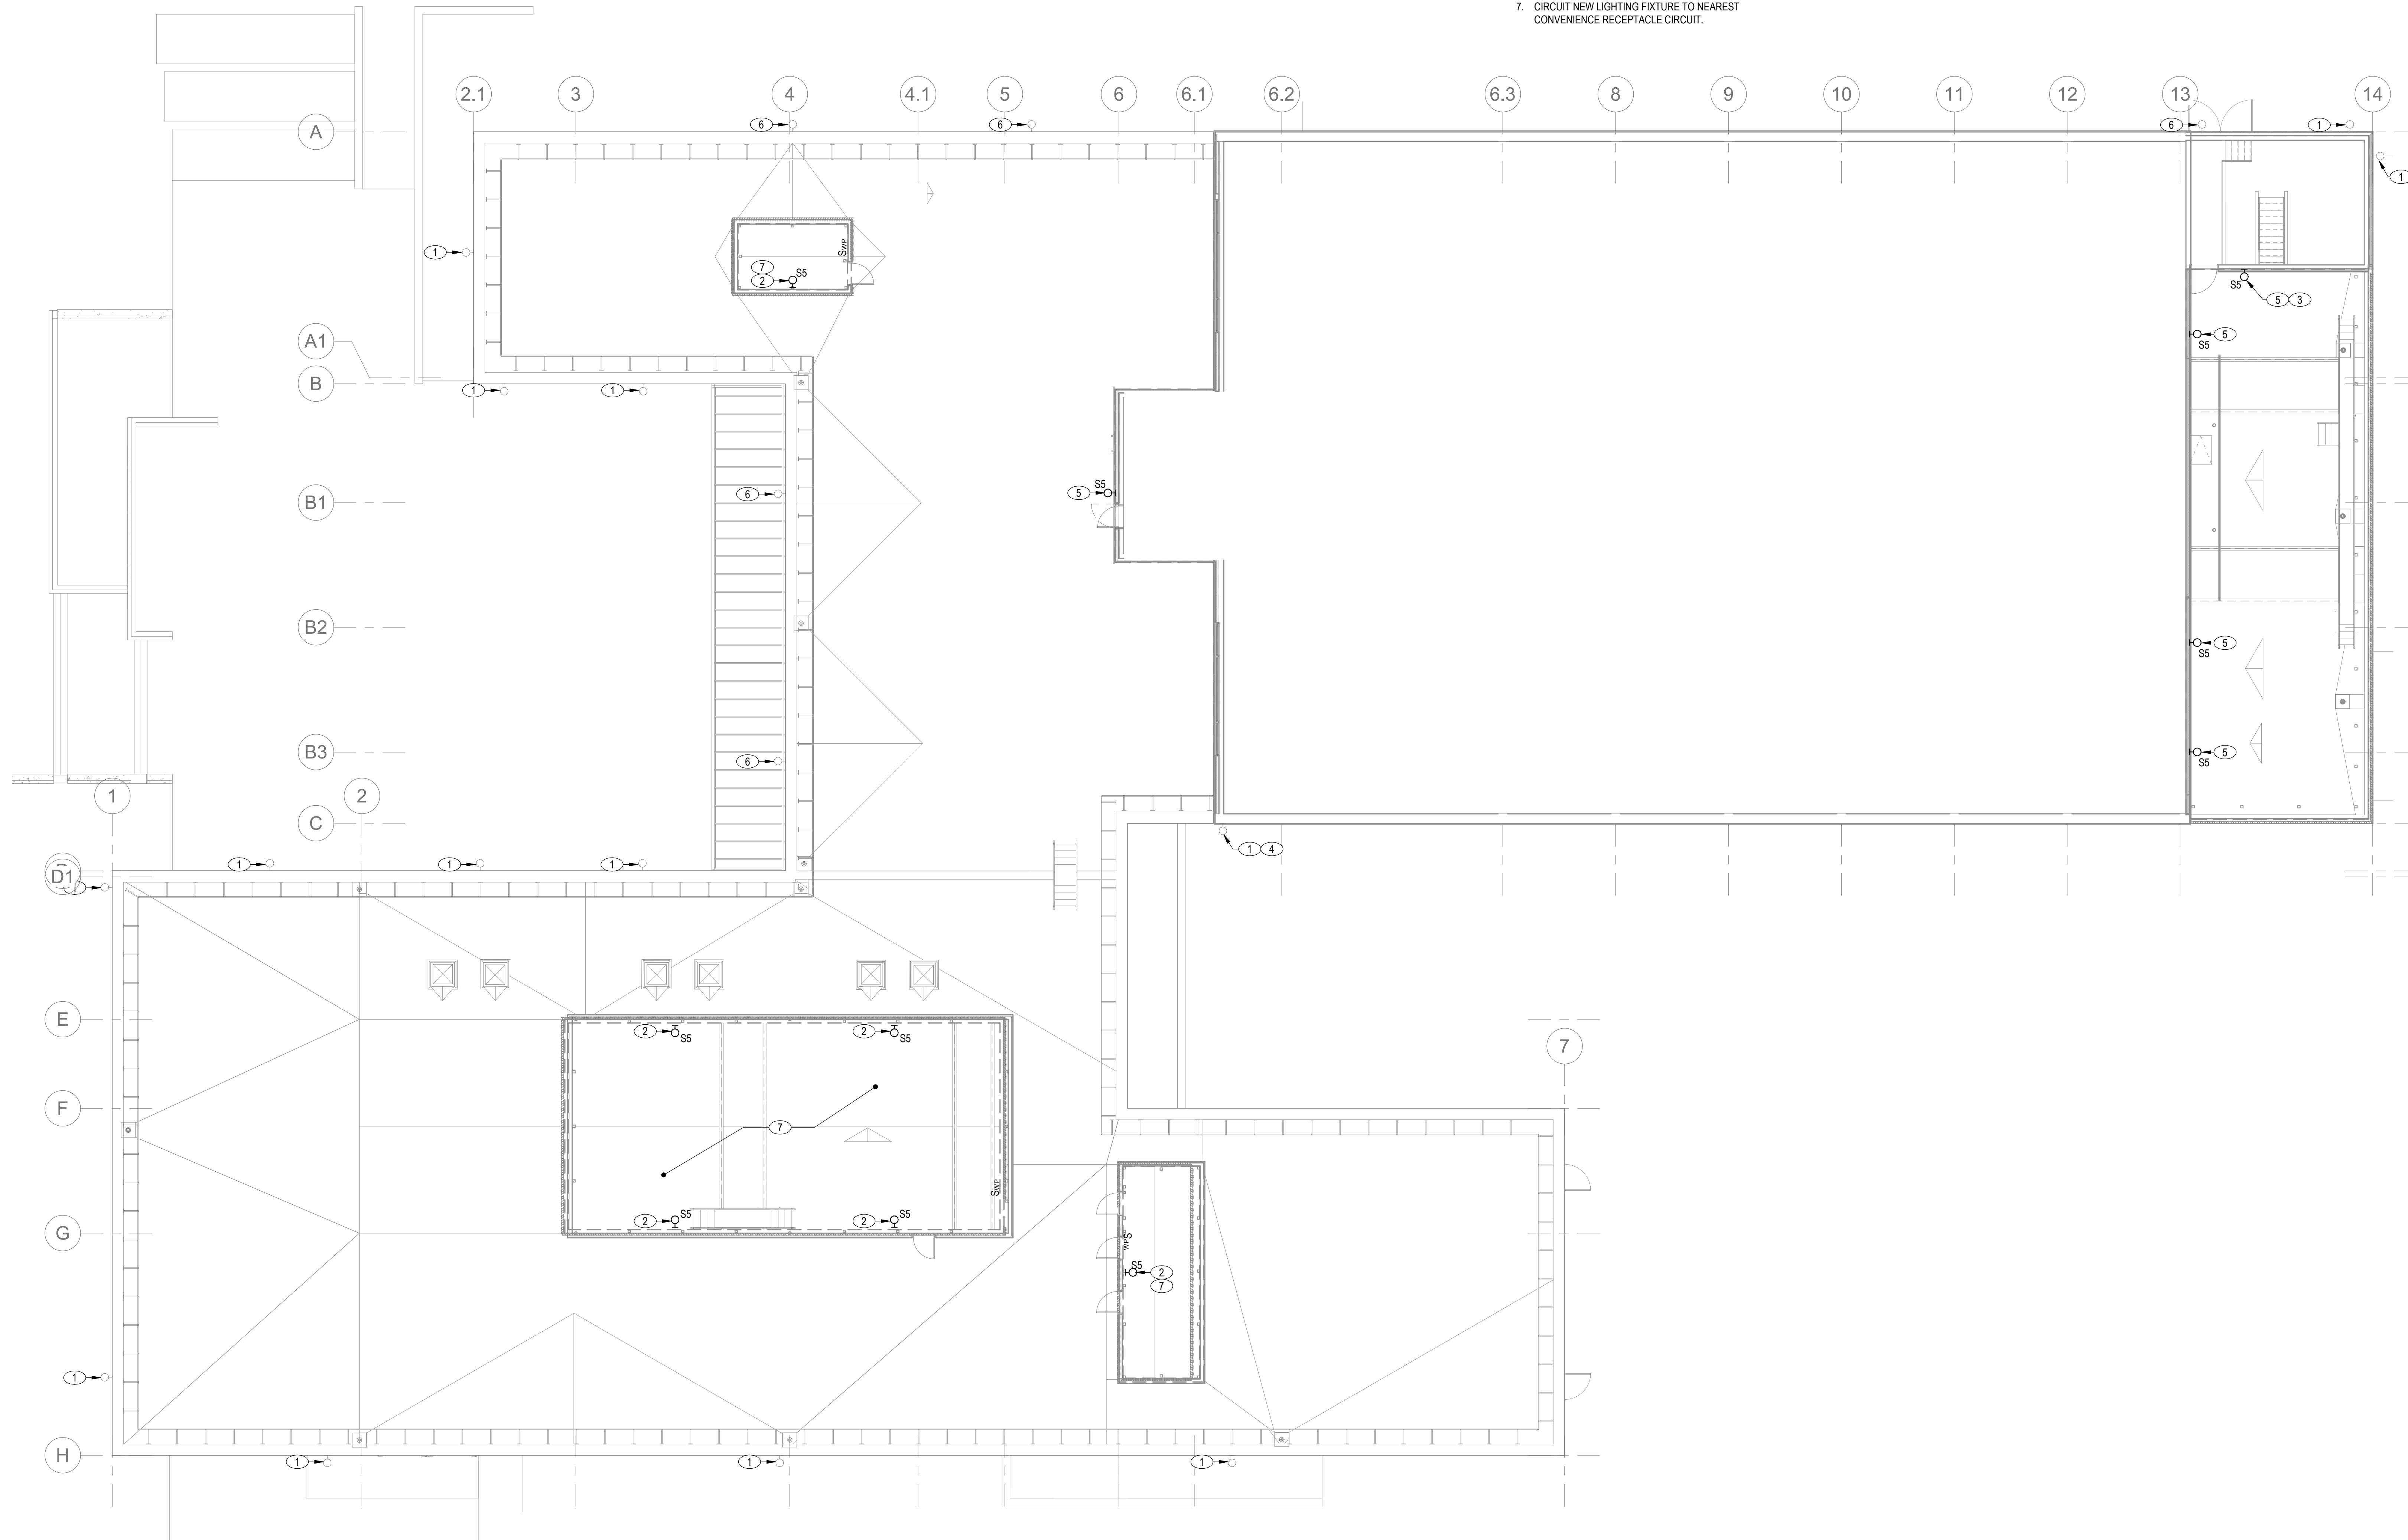 7. CIRCUIT NEW LIGHTING FIXTURE TO NEAREST
CONVENIENCE RECEPTACLE CIRCUIT.
2.1 3 4 4.1 5 6 6.1 6.2 6.3 8 9 10 11 12 13 14
A 6 6 6 1
1
1
SWP
7
2 S5
S5
5 3
A1
5
S5
B 1 1
S5
5
6
B1
B2
5
S5
B3
6
5
S5
1 2
C
1 4
1 1 1
D1
E
2 S5 2 S5
7
F
7
SWP
2 S5 2 S5
G
WPS
S5
2
7
1
H
1 1 1